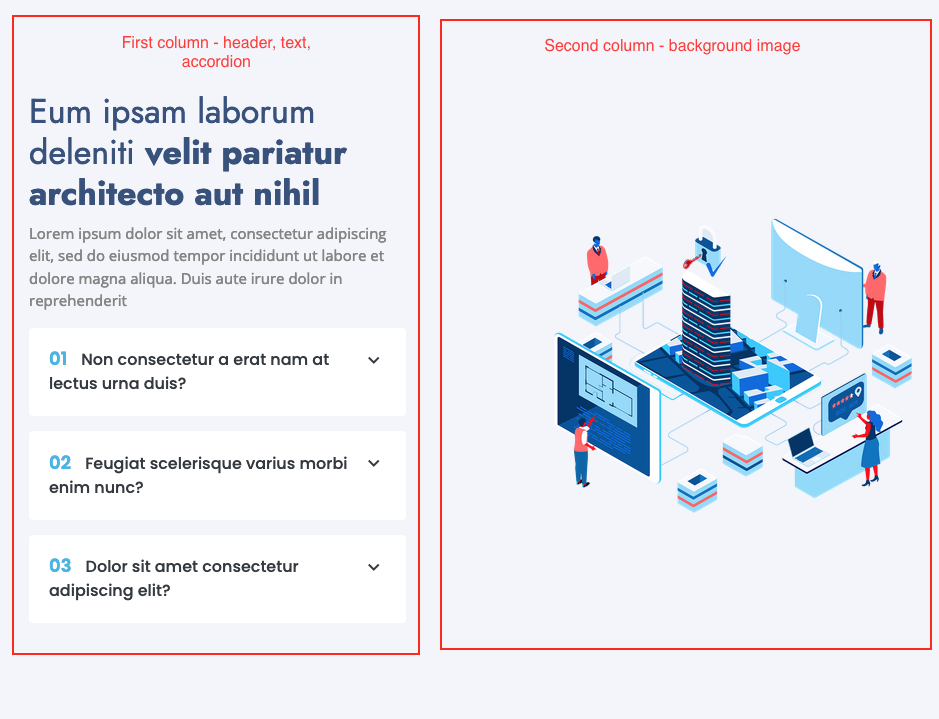 First column - header, text,
accordion
Eum ipsam laborum
deleniti velit pariatur
architecto aut nihil
Lorem ipsum dolor sit amet, consectetur adipiscing
elit, sed do eiusmod tempor incididunt ut labore et
dolore magna aliqua. Duis aute irure dolor in
reprehenderit
01 Non consectetur a erat nam at
lectus urna duis?
02 Feugiat scelerisque varius morbi
enim nunc?
03 Dolor sit amet consectetur
adipiscing elit?
Second column - background image